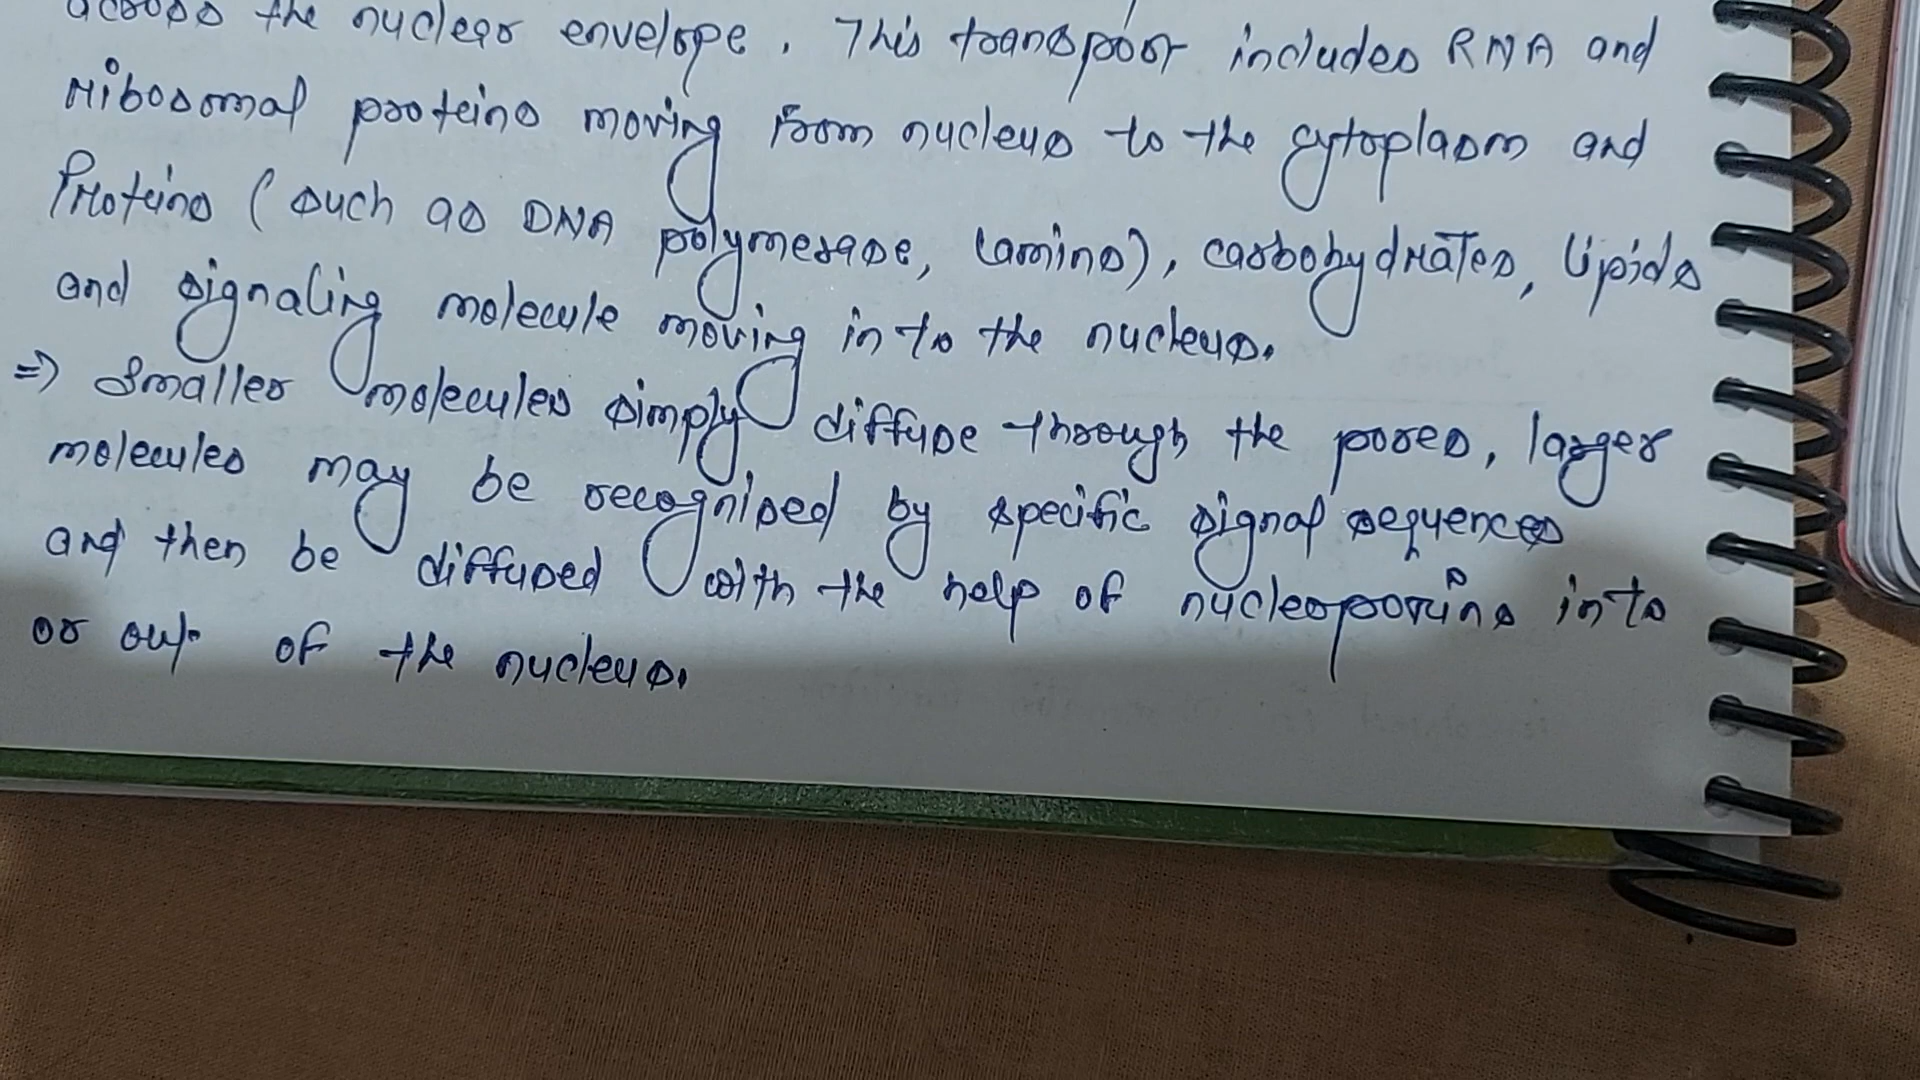 across the nuclear envelope. This transport includes RNA and
ribosomal proteins moving from nucleus to the cytoplasm and
Proteins (such as DNA polymerase, lamins), carbohydrates, lipids
and signaling molecule moving in to the nucleus.
=> Smaller molecules simply diffuse through the pores, larger
molecules may be recognised by specific signal sequences
and then be diffused with the help of nucleoporins into
or out of the nucleus.